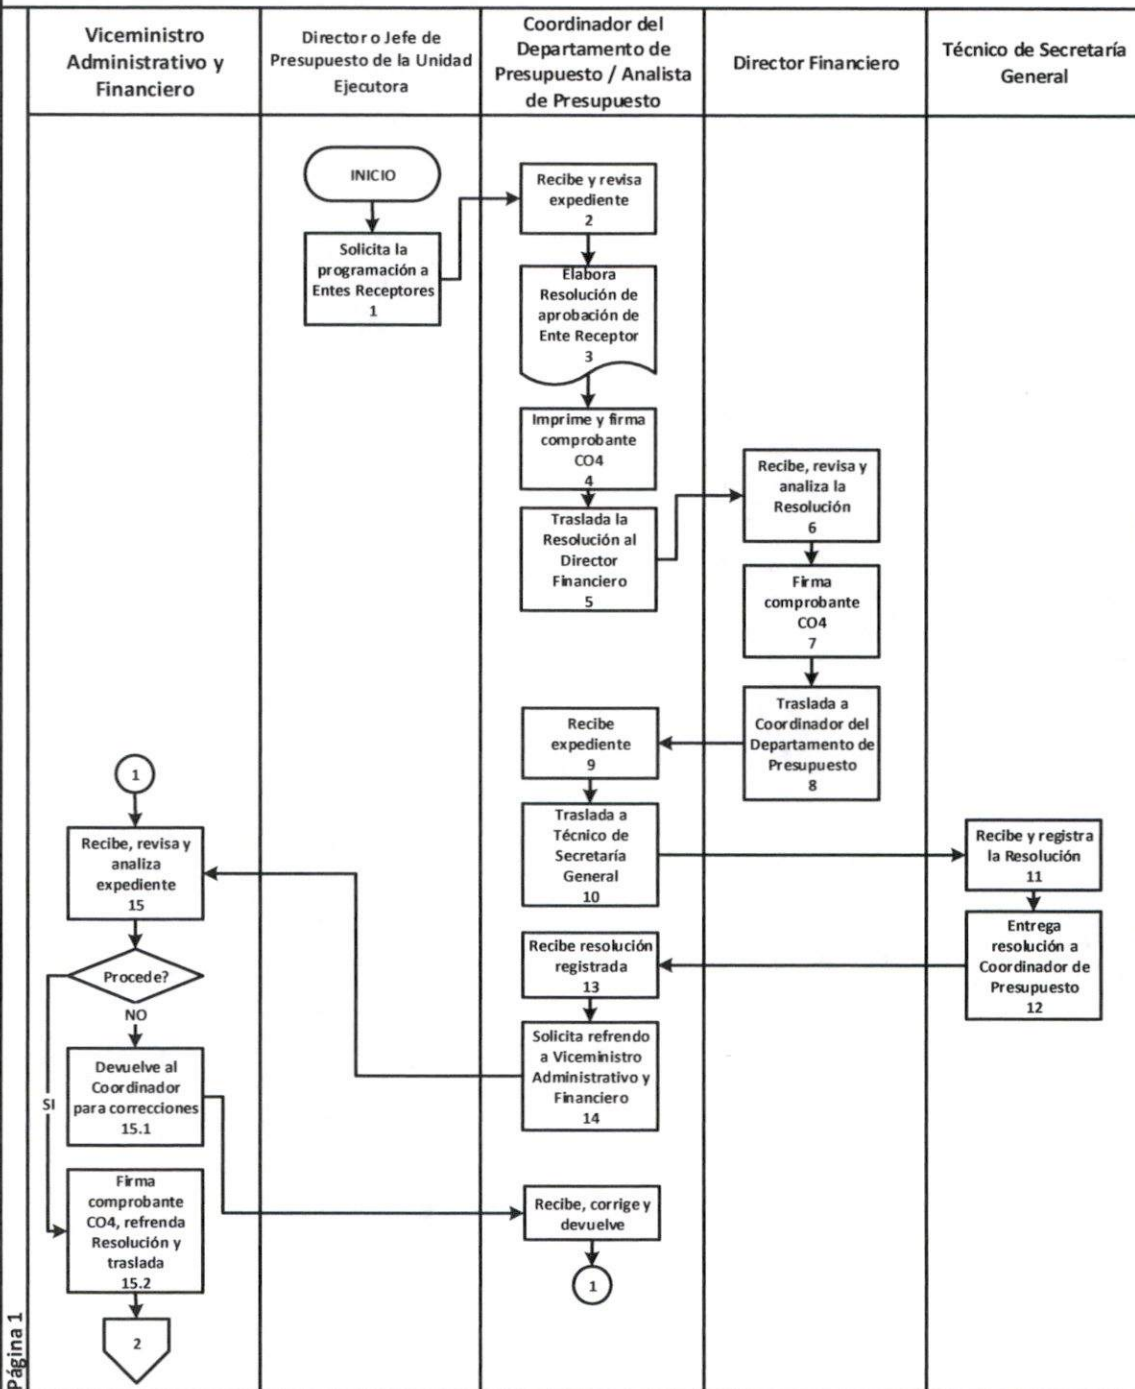 Viceministro
Administrativo y
Financiero
Director o Jefe de
Presupuesto de la Unidad
Ejecutora
Coordinador del
Departamento de
Presupuesto / Analista
de Presupuesto
Director Financiero
Técnico de Secretaría
General
INICIO
Solicita la
programación a
Entes Receptores
1
Recibe y revisa
expediente
2
Elabora
Resolución de
aprobación de
Ente Receptor
3
Imprime y firma
comprobante
CO4
4
Traslada la
Resolución al
Director
Financiero
5
Recibe, revisa y
analiza la
Resolución
6
Firma
comprobante
CO4
7
Traslada a
Coordinador del
Departamento de
Presupuesto
8
Recibe
expediente
9
Traslada a
Técnico de
Secretaría
General
10
Recibe y registra
la Resolución
11
Entrega
resolución a
Coordinador de
Presupuesto
12
Recibe resolución
registrada
13
Solicita refrendo
a Viceministro
Administrativo y
Financiero
14
1
Recibe, revisa y
analiza
expediente
15
Procede?
NO
SI
Devuelve al
Coordinador
para correcciones
15.1
Firma
comprobante
CO4, refrenda
Resolución y
traslada
15.2
2
Recibe, corrige y
devuelve
1
Página 1